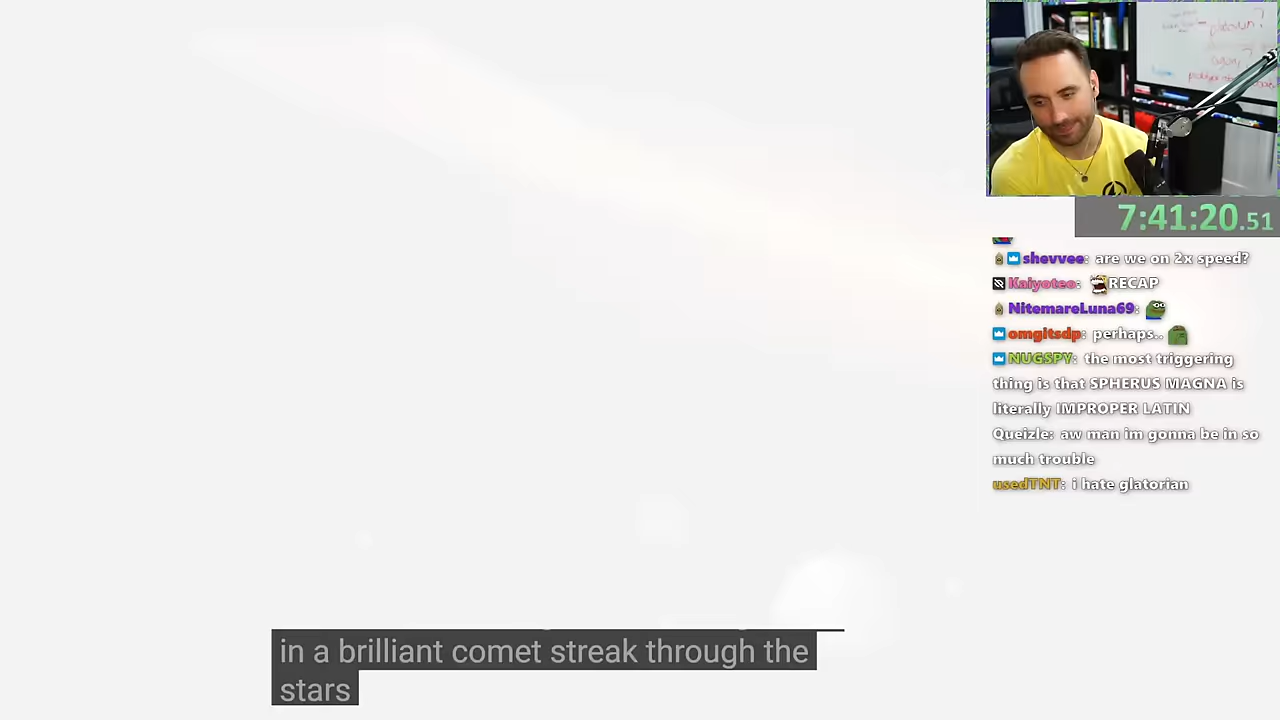 7:41:20.51
shevvee: are we on 2x speed?
Kaiyoteo: RECAP
NitemareLuna69:
omgitsdp: perhaps..
NUGSPY: the most triggering
thing is that SPHERUS MAGNA is
literally IMPROPER LATIN
Queizle: aw man im gonna be in so
much trouble
usedTNT: i hate glatorian
in a brilliant comet streak through the
stars